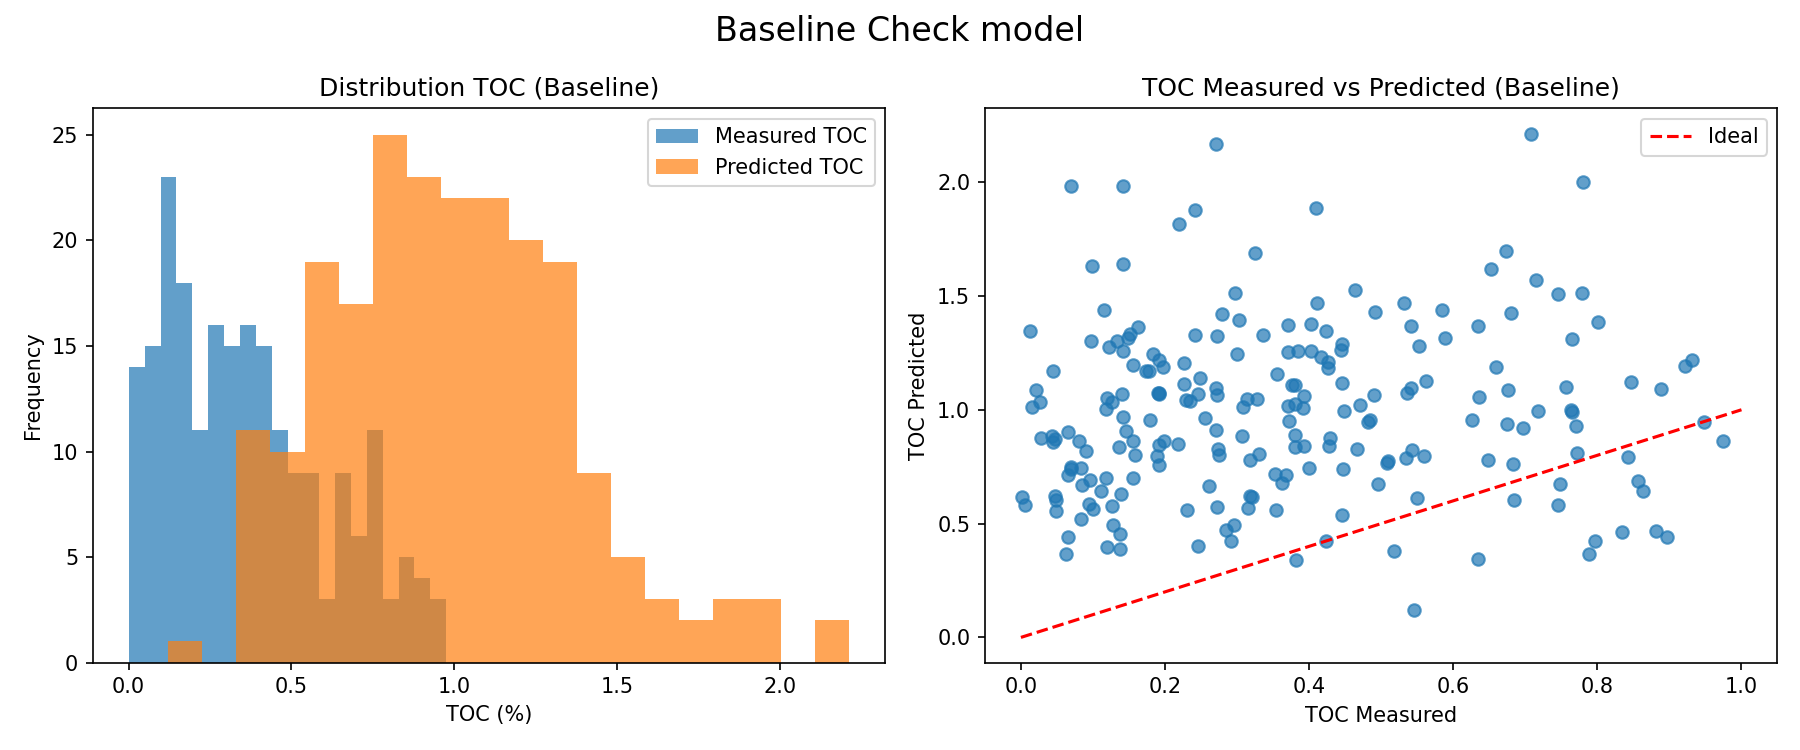 Baseline Check model
Distribution TOC (Baseline)
Measured TOC
Predicted TOC
Frequency
25
20
15
10
5
0
0.0 0.5 1.0 1.5 2.0
TOC (%)
TOC Measured vs Predicted (Baseline)
Ideal
TOC Predicted
2.0
1.5
1.0
0.5
0.0
0.0 0.2 0.4 0.6 0.8 1.0
TOC Measured